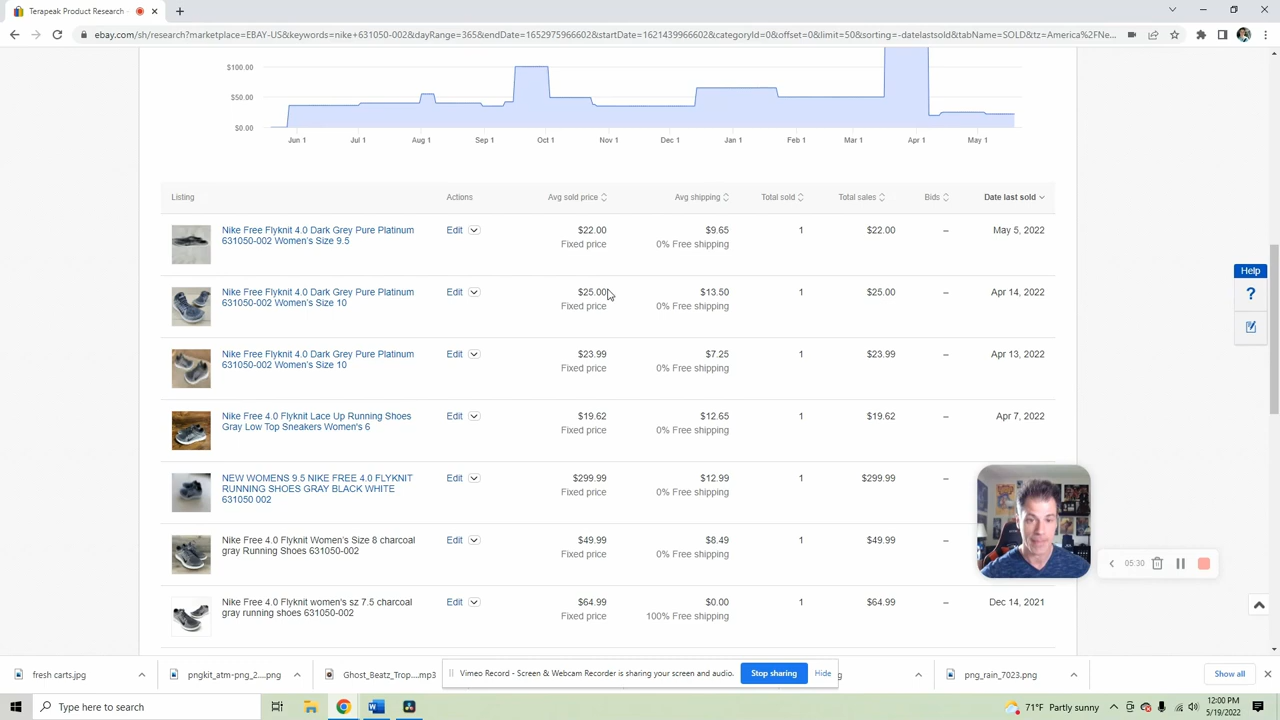 Terapeak Product Research
ebay.com/sh/research?marketplace=EBAY-US&keywords=nike+631050-002&dayRange=365&endDate=1652975966602&startDate=1621439966602&categoryId=0&offset=0&limit=50&sorting=-datelastsold&tabName=SOLD&tz=America%2FNe...
$100.00
$50.00
$0.00
Jun 1 Jul 1 Aug 1 Sep 1 Oct 1 Nov 1 Dec 1 Jan 1 Feb 1 Mar 1 Apr 1 May 1
Listing Actions Avg sold price Avg shipping Total sold Total sales Bids Date last sold
Nike Free Flyknit 4.0 Dark Grey Pure Platinum Edit $22.00 $9.65 1 $22.00 – May 5, 2022
631050-002 Women's Size 9.5 Fixed price 0% Free shipping
Nike Free Flyknit 4.0 Dark Grey Pure Platinum Edit $25.00 $13.50 1 $25.00 – Apr 14, 2022
631050-002 Women's Size 10 Fixed price 0% Free shipping
Nike Free Flyknit 4.0 Dark Grey Pure Platinum Edit $23.99 $7.25 1 $23.99 – Apr 13, 2022
631050-002 Women's Size 10 Fixed price 0% Free shipping
Nike Free 4.0 Flyknit Lace Up Running Shoes Edit $19.62 $12.65 1 $19.62 – Apr 7, 2022
Gray Low Top Sneakers Women's 6 Fixed price 0% Free shipping
NEW WOMENS 9.5 NIKE FREE 4.0 FLYKNIT Edit $299.99 $12.99 1 $299.99 –
RUNNING SHOES GRAY BLACK WHITE Fixed price 0% Free shipping
631050 002
Nike Free 4.0 Flyknit Women's Size 8 charcoal Edit $49.99 $8.49 1 $49.99 –
gray Running Shoes 631050-002 Fixed price 0% Free shipping
Nike Free 4.0 Flyknit women's sz 7.5 charcoal Edit $64.99 $0.00 1 $64.99 – Dec 14, 2021
gray running shoes 631050-002 Fixed price 100% Free shipping
Help
?
05:30
fresh carts.jpg pngkit_atm-png_2....png Ghost_Beatz_Trop....mp3 png_rain_7023.png Show all
Vimeo Record - Screen & Webcam Recorder is sharing your screen and audio. Stop sharing Hide
Type here to search
71°F Partly sunny
12:00 PM
5/19/2022